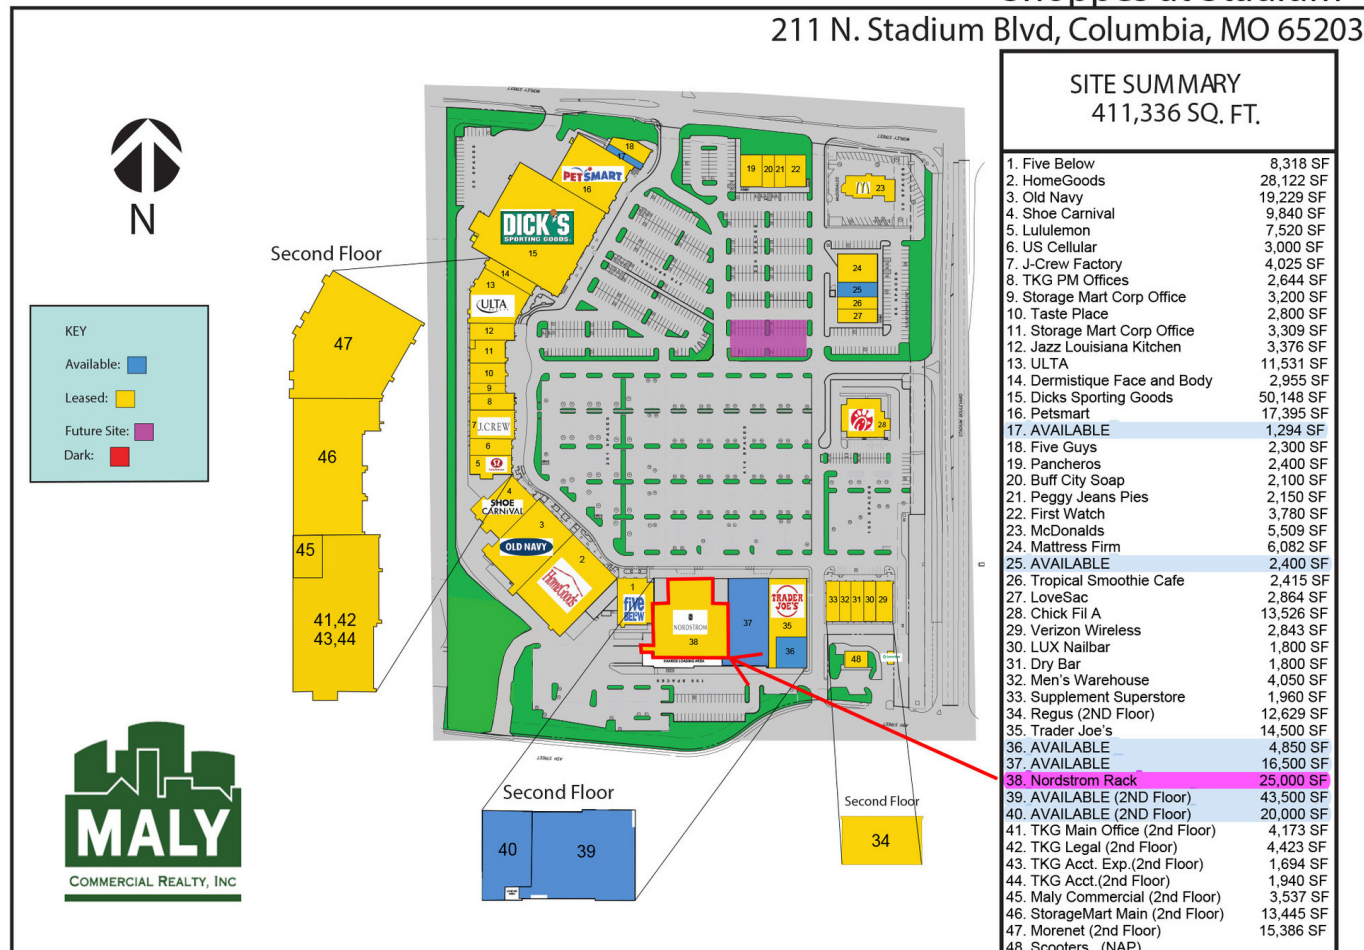 211 N. Stadium Blvd, Columbia, MO 65203
SITE SUMMARY
411,336 SQ. FT.
1. Five Below 8,318 SF
2. HomeGoods 28,122 SF
3. Old Navy 19,229 SF
4. Shoe Carnival 9,840 SF
5. Lululemon 7,520 SF
6. US Cellular 3,000 SF
7. J-Crew Factory 4,025 SF
8. TKG PM Offices 2,644 SF
9. Storage Mart Corp Office 3,200 SF
10. Taste Place 2,800 SF
11. Storage Mart Corp Office 3,309 SF
12. Jazz Louisiana Kitchen 3,376 SF
13. ULTA 11,531 SF
14. Dermistique Face and Body 2,955 SF
15. Dicks Sporting Goods 50,148 SF
16. Petsmart 17,395 SF
17. AVAILABLE 1,294 SF
18. Five Guys 2,300 SF
19. Pancheros 2,400 SF
20. Buff City Soap 2,100 SF
21. Peggy Jeans Pies 2,150 SF
22. First Watch 3,780 SF
23. McDonalds 5,509 SF
24. Mattress Firm 6,082 SF
25. AVAILABLE 2,400 SF
26. Tropical Smoothie Cafe 2,415 SF
27. LoveSac 2,864 SF
28. Chick Fil A 13,526 SF
29. Verizon Wireless 2,843 SF
30. LUX Nailbar 1,800 SF
31. Dry Bar 1,800 SF
32. Men's Warehouse 4,050 SF
33. Supplement Superstore 1,960 SF
34. Regus (2ND Floor) 12,629 SF
35. Trader Joe's 14,500 SF
36. AVAILABLE 4,850 SF
37. AVAILABLE 16,500 SF
38. Nordstrom Rack 25,000 SF
39. AVAILABLE (2ND Floor) 43,500 SF
40. AVAILABLE (2ND Floor) 20,000 SF
41. TKG Main Office (2nd Floor) 4,173 SF
42. TKG Legal (2nd Floor) 4,423 SF
43. TKG Acct. Exp.(2nd Floor) 1,694 SF
44. TKG Acct.(2nd Floor) 1,940 SF
45. Maly Commercial (2nd Floor) 3,537 SF
46. StorageMart Main (2nd Floor) 13,445 SF
47. Morenet (2nd Floor) 15,386 SF
48. Scooters (NAP)
N
KEY
Available:
Leased:
Future Site:
Dark:
Second Floor
47
46
45
41,42
43,44
MALY
COMMERCIAL REALTY, INC
WORLEY STREET
WORLEY STREET
18
17
PETSMART
16
DICK'S
SPORTING GOODS
15
14
13
ULTA
12
11
10
9
8
7 J.CREW
6
5
4
SHOE
CARNIVAL
3
OLD NAVY
2
HomeGoods
1
five
BEL°W
NORDSTROM
38
SHARED LOADING AREA
37
TRADER
JOE'S
35
36
19 20 21 22
MCDONALDS
23
24
25
26
27
28
33 32 31 30 29
48
ASH STREET
ASH STREET
Second Floor
40
39
Second Floor
34